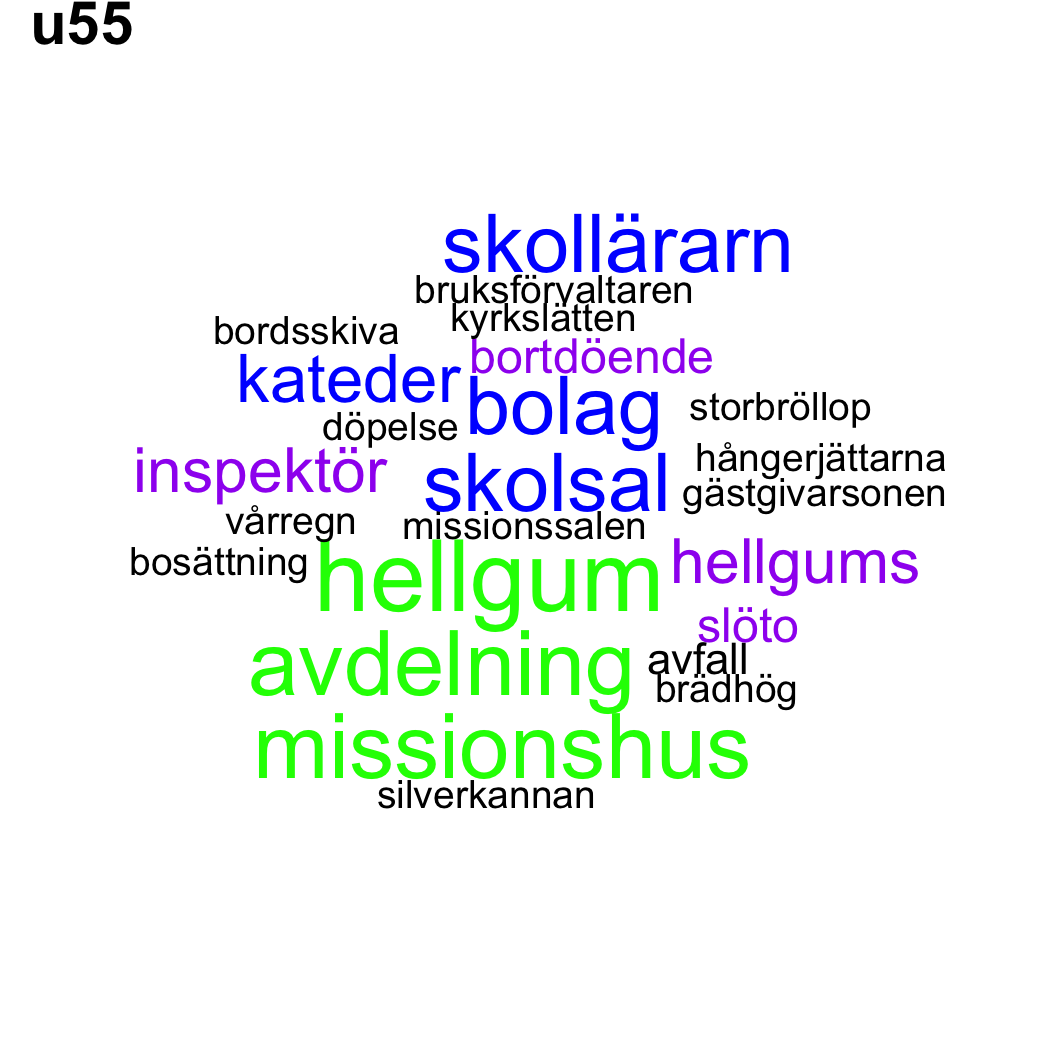 u55
skollärarn
bruksförvaltaren
kyrkslätten
bordsskiva
bortdöende
kateder
bolag
storbröllop
döpelse
hångerjättarna
inspektör
skolsal
gästgivarsonen
vårregn
missionssalen
bosättning
hellgum
hellgums
slöto
avdelning
avfall
brädhög
missionshus
silverkannan